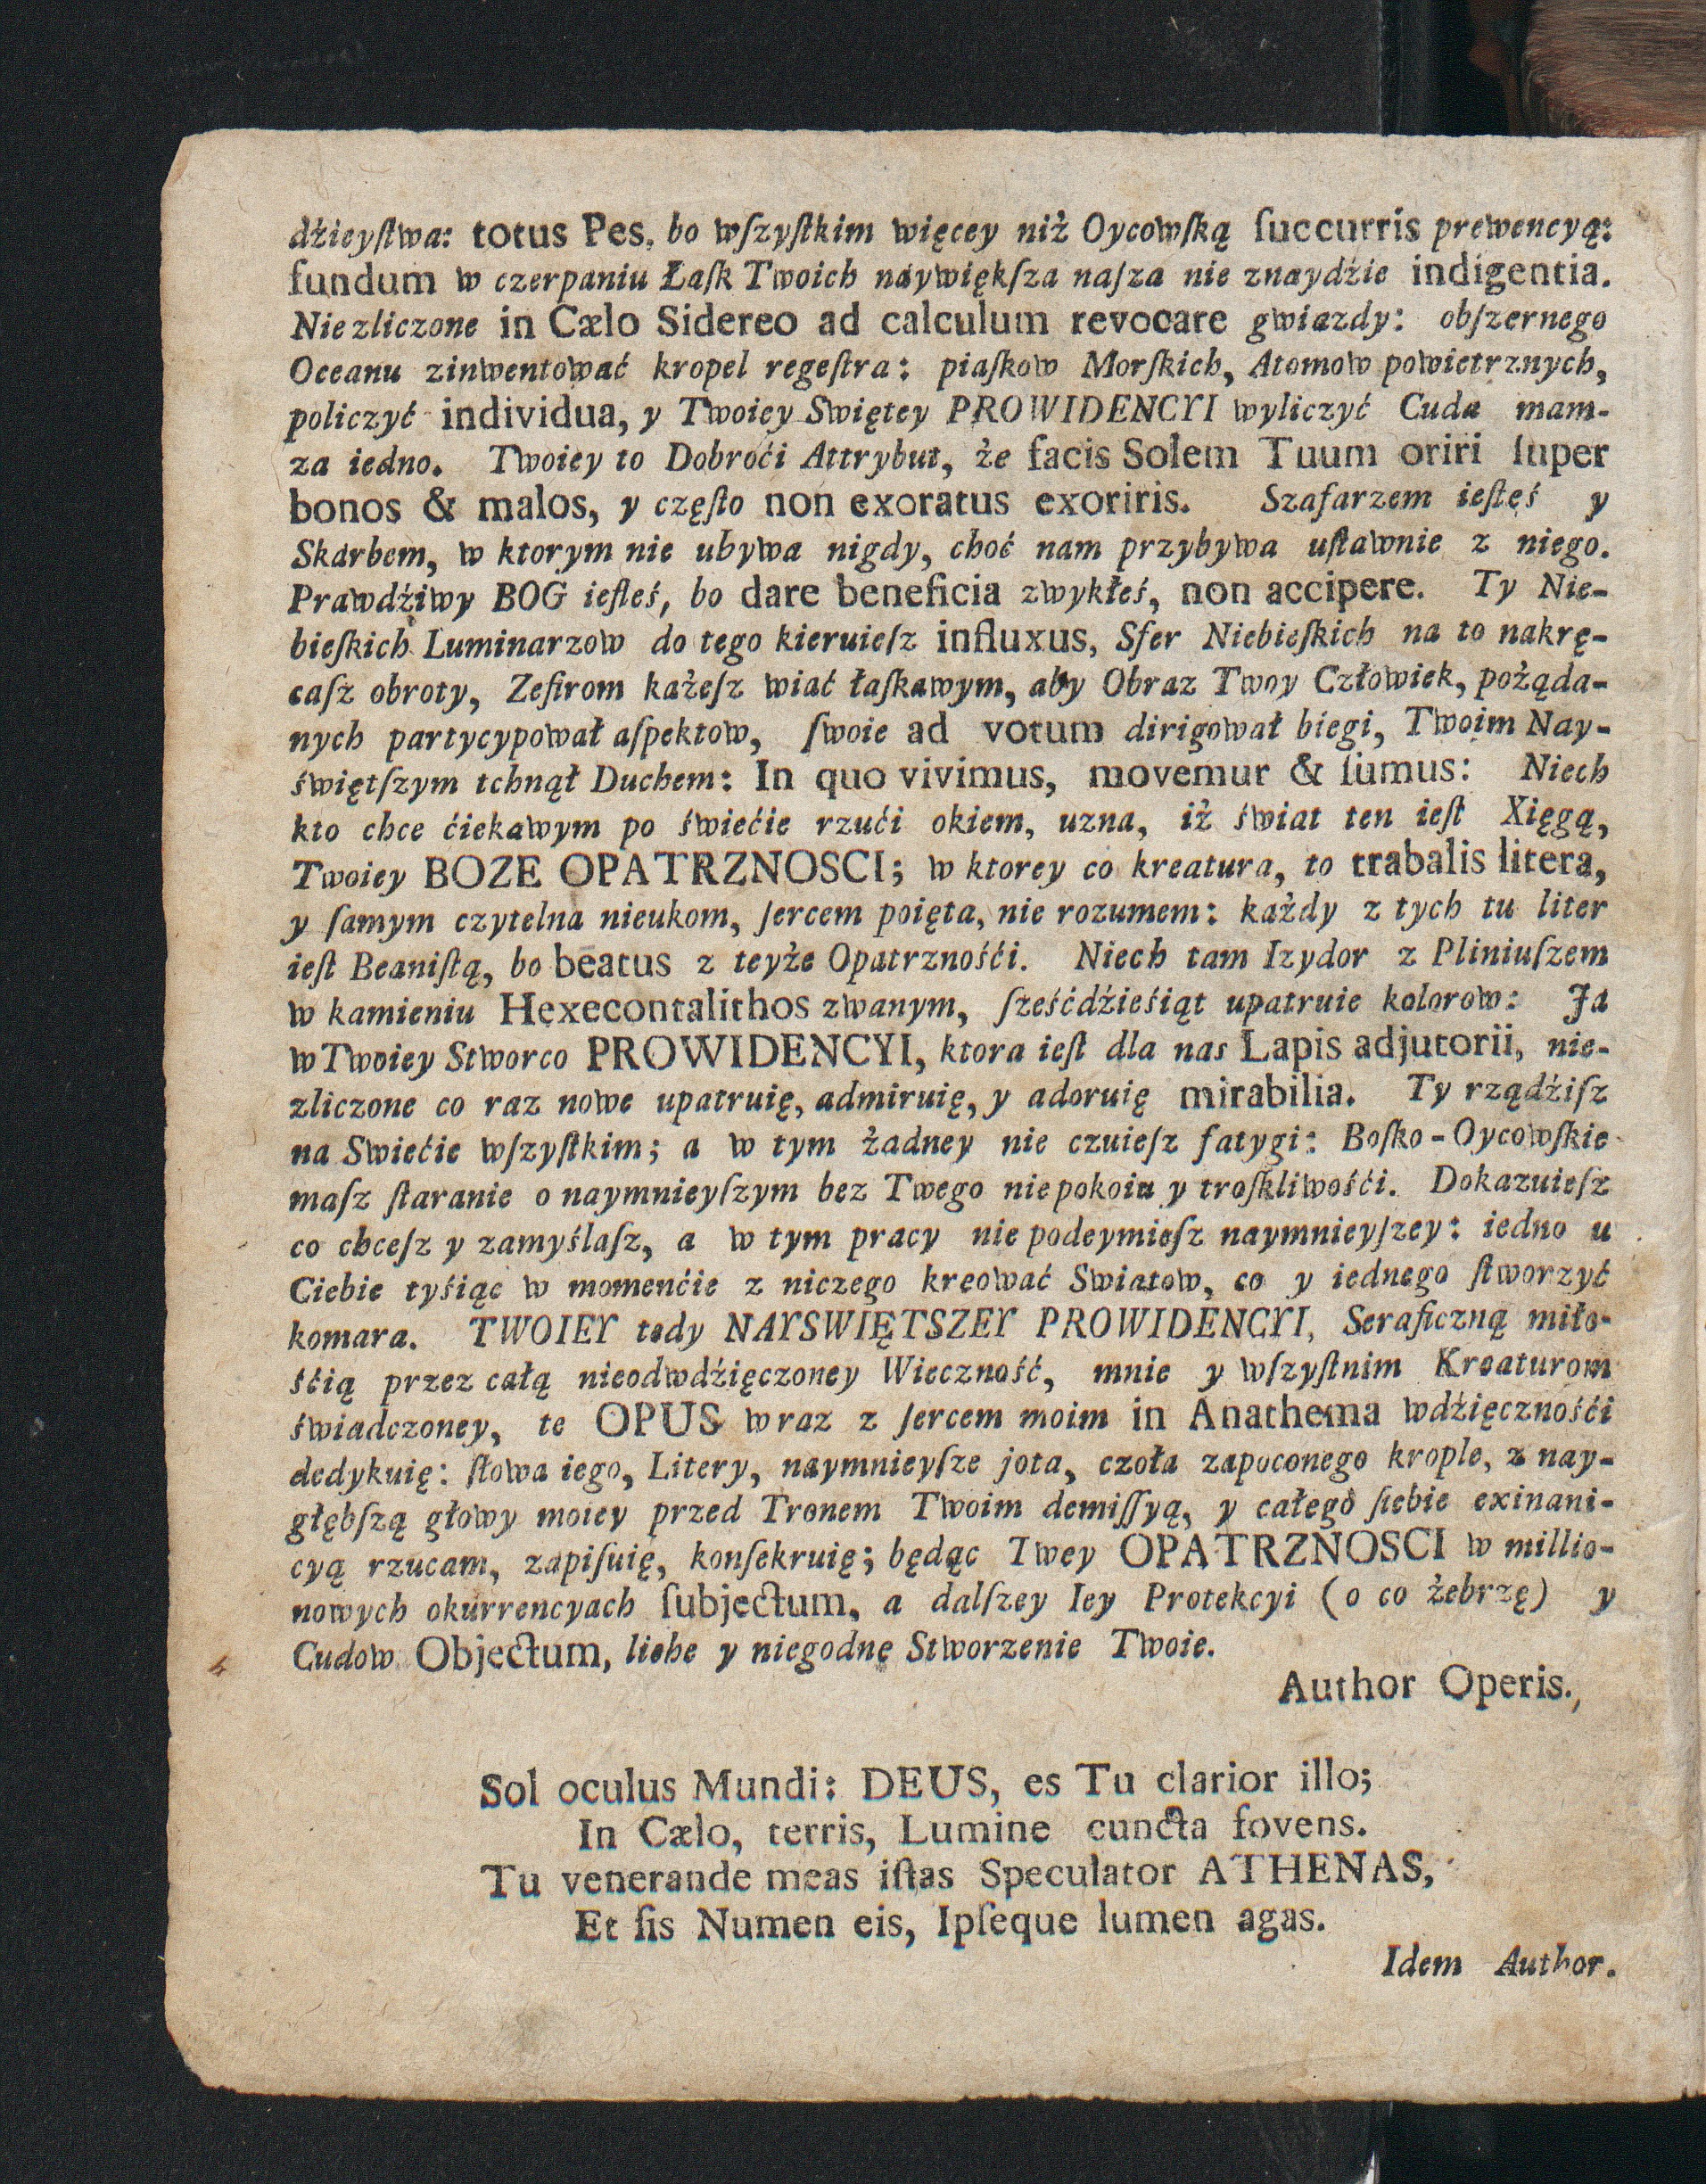 dźieyſtwa: totus Pes, bo wſzyſtkim więcey niż Oycowſką ſuccurris prewencyą:
fundum w czerpaniu Łaſk Twoich náywiękſza naſza nie znaydźie indigentia.
Niezliczone in Cælo Sidereo ad calculum revocare gwiazdy: obſzernego
Oceanu zinwentować kropel regeſtra: piaſkow Morſkich, Atomow powietrznych,
policzyć individua, y Twoiey Swiętey PROWIDENCYI wyliczyć Cuda mam-
za iedno. Twoiey to Dobroći Attrybut, że facis Solem Tuum oriri ſuper
bonos & malos, y częſto non exoratus exoriris. Szafarzem ieſtęś y
Skárbem, w ktorym nie ubywa nigdy, choć nam przybywa uſtawnie z niego.
Prawdźiwy BOG ieſteś, bo dare beneficia zwykłeś, non accipere. Ty Nie-
bieſkich Luminarzow do tego kieruieſz influxus, Sfer Niebieſkich na to nakrę-
caſz obroty, Zefirom każeſz wiać łaſkawym, aby Obraz Twoy Człowiek, pożąda-
nych partycypował aſpektow, ſwoie ad votum dirigował biegi, Twoim Nay-
świętſzym tchnął Duchem: In quo vivimus, movemur & ſumus: Niech
kto chce ćiekawym po świećie rzući okiem, uzna, iż świat ten ieſt Xięgą,
Twoiey BOZE OPATRZNOSCI; w ktorey co kreatura, to trabalis litera,
y ſamym czytelna nieukom, ſercem poięta, nie rozumem: każdy z tych tu liter
ieſt Beaniſtą, bo beatus z teyże Opatrznośći. Niech tam Izydor z Pliniuſzem
w kamieniu Hexecontalithos zwanym, ſześćdźieśiąt upatruie kolorow: Ja
w Twoiey Stworco PROWIDENCYI, ktora ieſt dla nas Lapis adjutorii, nie-
zliczone co raz nowe upatruię, admiruię, y adoruię mirabilia. Ty rządźiſz
na Swiećie wſzyſtkim; a w tym żadney nie czuieſz fatygi: Boſko-Oycowſkie
maſz ſtaranie o naymnieyſzym bez Twego niepokoiu y troſkliwośći. Dokazuieſz
co chceſz y zamyślaſz, a w tym pracy nie podeymieſz naymnieyſzey: iedno u
Ciebie tyśiąc w momenćie z niczego kreować Swiatow, co y iednego ſtworzyć
komara. TWOIEY tedy NAYSWIĘTSZEY PROWIDENCYI, Seraficzną miło-
śćią przez całą nieodwdźięczoney Wieczność, mnie y wſzyſtnim Kreaturom
świadczoney, te OPUS wraz z ſercem moim in Anathema wdźięcznośći
dedykuię: ſłowa iego, Litery, naymnieyſze jota, czoła zapoconego krople, z nay-
głębſzą głowy moiey przed Tronem Twoim demiſſyą, y całego ſiebie exinani-
cyą rzucam, zapiſuię, konſekruię; będąc Twey OPATRZNOSCI w millio-
nowych okurrencyach ſubjectum, a dalſzey Iey Protekcyi (o co żebrzę) y
Cudow Objectum, liche y niegodne Stworzenie Twoie.
Author Operis.,
Sol oculus Mundi: DEUS, es Tu clarior illo;
In Cælo, terris, Lumine cuncta fovens.
Tu venerande meas iſtas Speculator ATHENAS,
Et ſis Numen eis, Ipſeque lumen agas.
Idem Author.